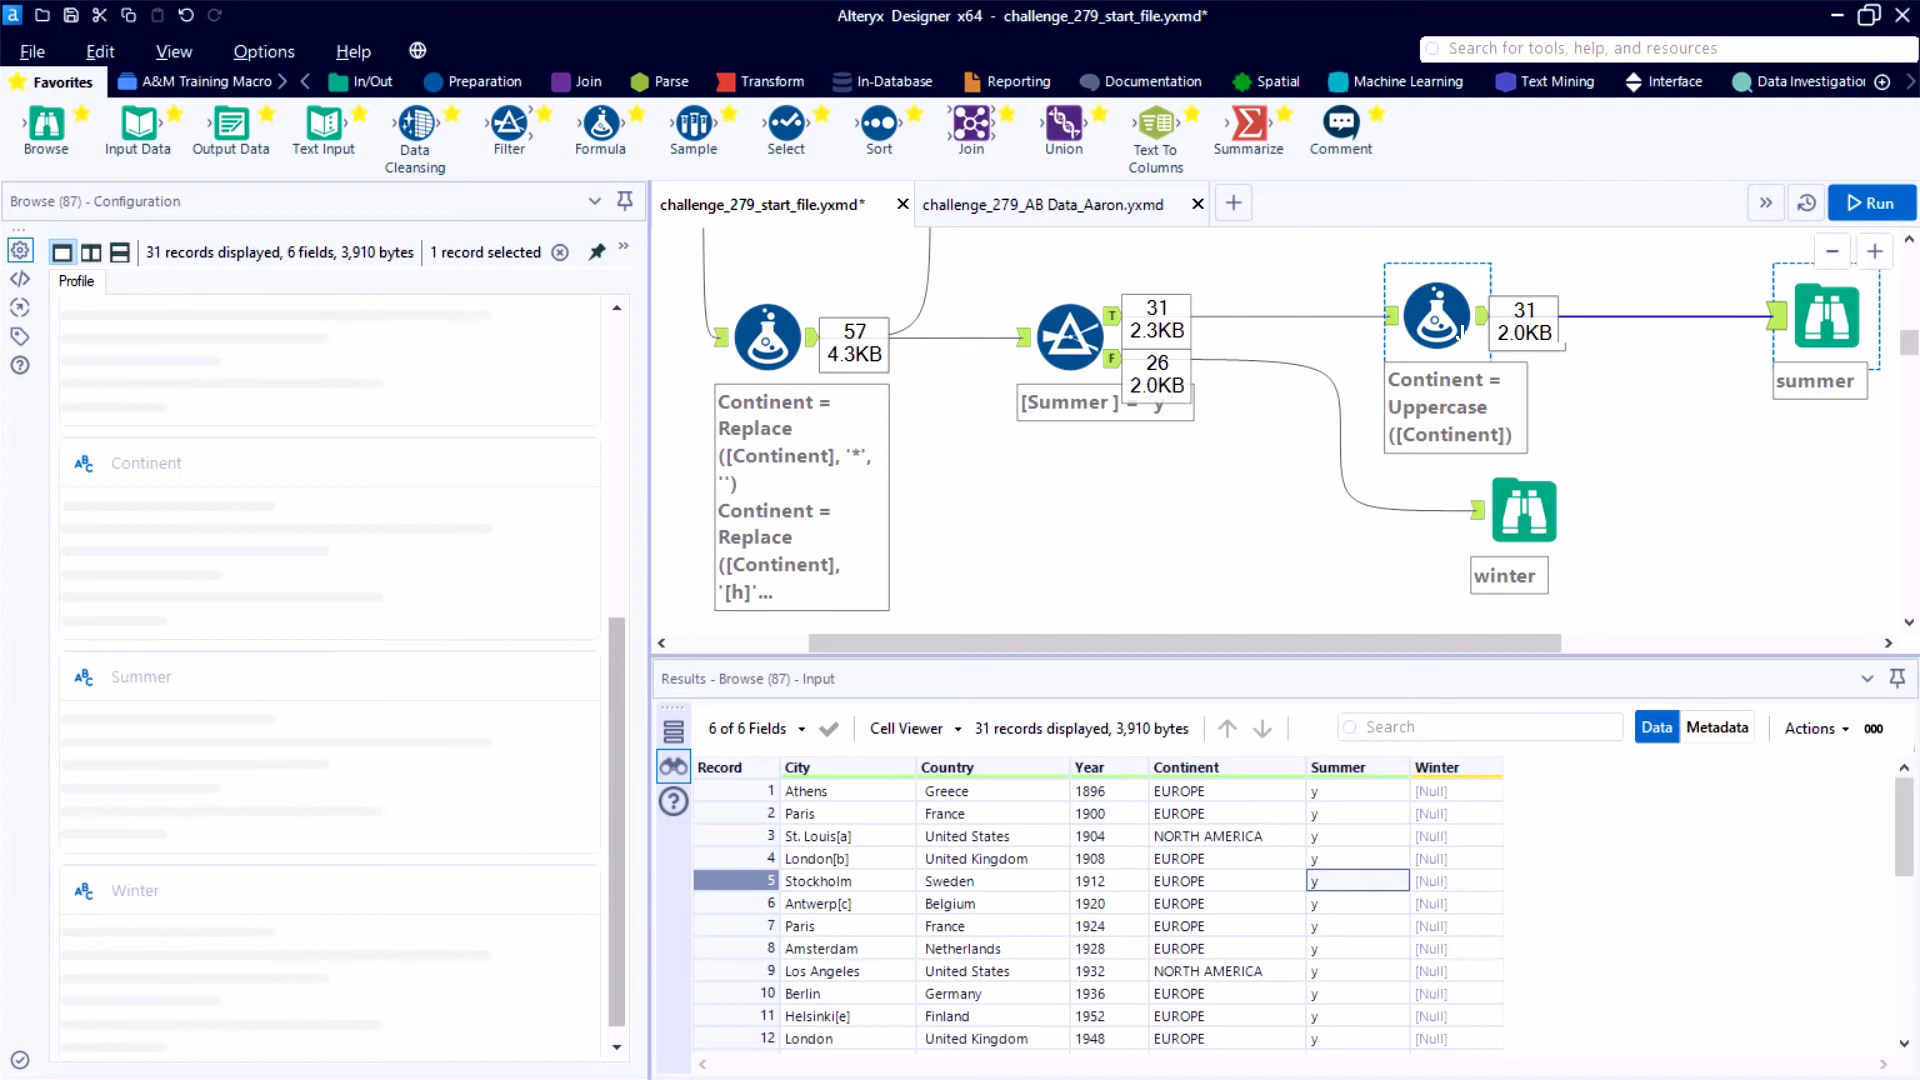 Alteryx Designer x64 - challenge_279_start_file.yxmd*
File Edit View Options Help
Search for tools, help, and resources
Favorites A&M Training Macro In/Out Preparation Join Parse Transform In-Database Reporting Documentation Spatial Machine Learning Text Mining Interface Data Investigatio
Browse Input Data Output Data Text Input Data Cleansing Filter Formula Sample Select Sort Join Union Text To Columns Summarize Comment
Browse (87) - Configuration
challenge_279_start_file.yxmd*
challenge_279_AB Data_Aaron.yxmd
Run
31 records displayed, 6 fields, 3,910 bytes
1 record selected
Profile
Continent
Summer
Winter
57
4.3KB
Continent =
Replace
([Continent], '*',
'')
Continent =
Replace
([Continent],
'[h]'...
T
31
2.3KB
F
26
2.0KB
[Summer ] = "y"
31
2.0KB
Continent =
Uppercase
([Continent])
summer
winter
Results - Browse (87) - Input
6 of 6 Fields Cell Viewer 31 records displayed, 3,910 bytes Search Data Metadata Actions 000
Record City Country Year Continent Summer Winter
1 Athens Greece 1896 EUROPE y [Null]
2 Paris France 1900 EUROPE y [Null]
3 St. Louis[a] United States 1904 NORTH AMERICA y [Null]
4 London[b] United Kingdom 1908 EUROPE y [Null]
5 Stockholm Sweden 1912 EUROPE y [Null]
6 Antwerp[c] Belgium 1920 EUROPE y [Null]
7 Paris France 1924 EUROPE y [Null]
8 Amsterdam Netherlands 1928 EUROPE y [Null]
9 Los Angeles United States 1932 NORTH AMERICA y [Null]
10 Berlin Germany 1936 EUROPE y [Null]
11 Helsinki[e] Finland 1952 EUROPE y [Null]
12 London United Kingdom 1948 EUROPE y [Null]